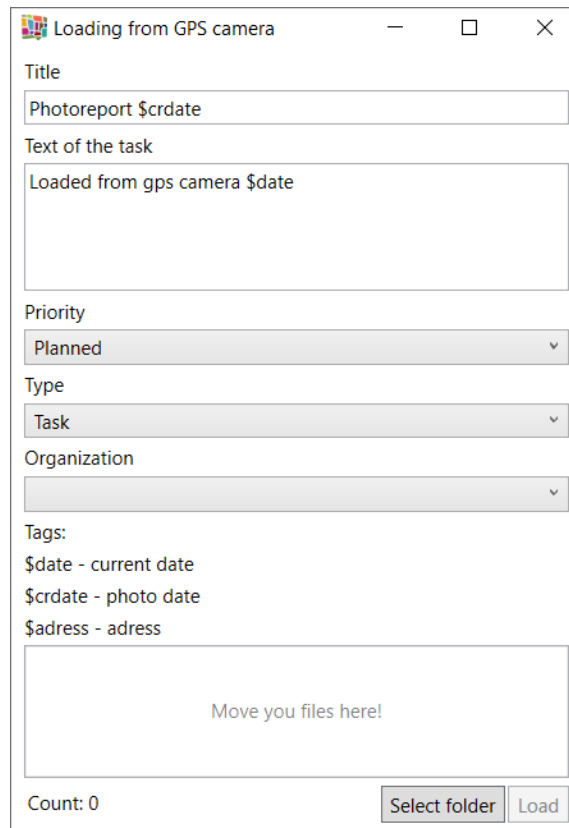 Loading from GPS camera
Title
Photoreport $crdate
Text of the task
Loaded from gps camera $date
Priority
Planned
Type
Task
Organization
Tags:
$date - current date
$crdate - photo date
$adress - adress
Move you files here!
Count: 0
Select folder
Load